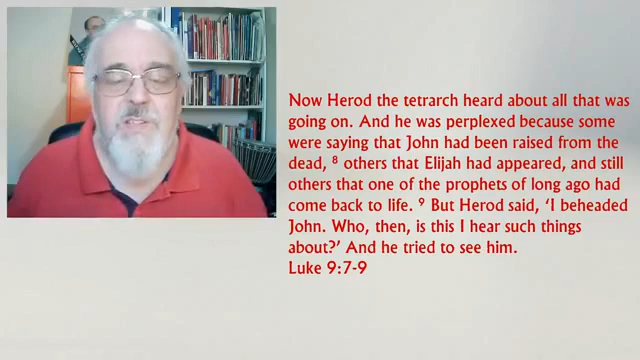 Now Herod the tetrarch heard about all that was
going on. And he was perplexed because some
were saying that John had been raised from the
dead, ⁸ others that Elijah had appeared, and still
others that one of the prophets of long ago had
come back to life. ⁹ But Herod said, ‘I beheaded
John. Who, then, is this I hear such things
about?’ And he tried to see him.
Luke 9:7-9